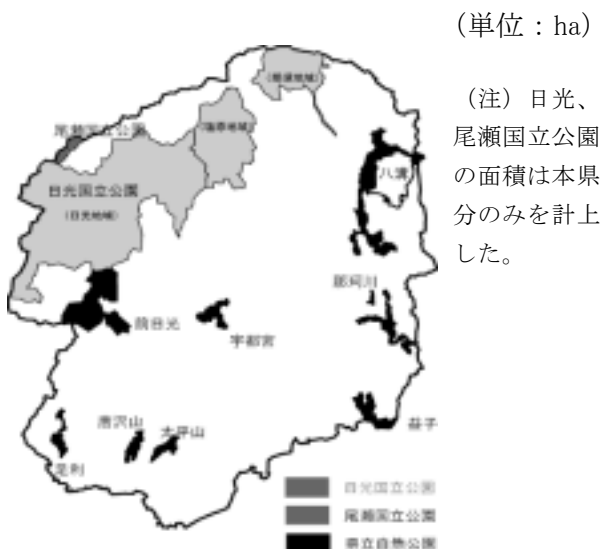 (単位：ha)
(注) 日光、
尾瀬国立公園
の面積は本県
分のみを計上
した。
(那須地域)
(塩原地域)
尾瀬国立公園
日光国立公園
(日光地域)
八溝
那珂川
前日光
宇都宮
益子
唐沢山
太平山
足利
日光国立公園
尾瀬国立公園
県立自然公園